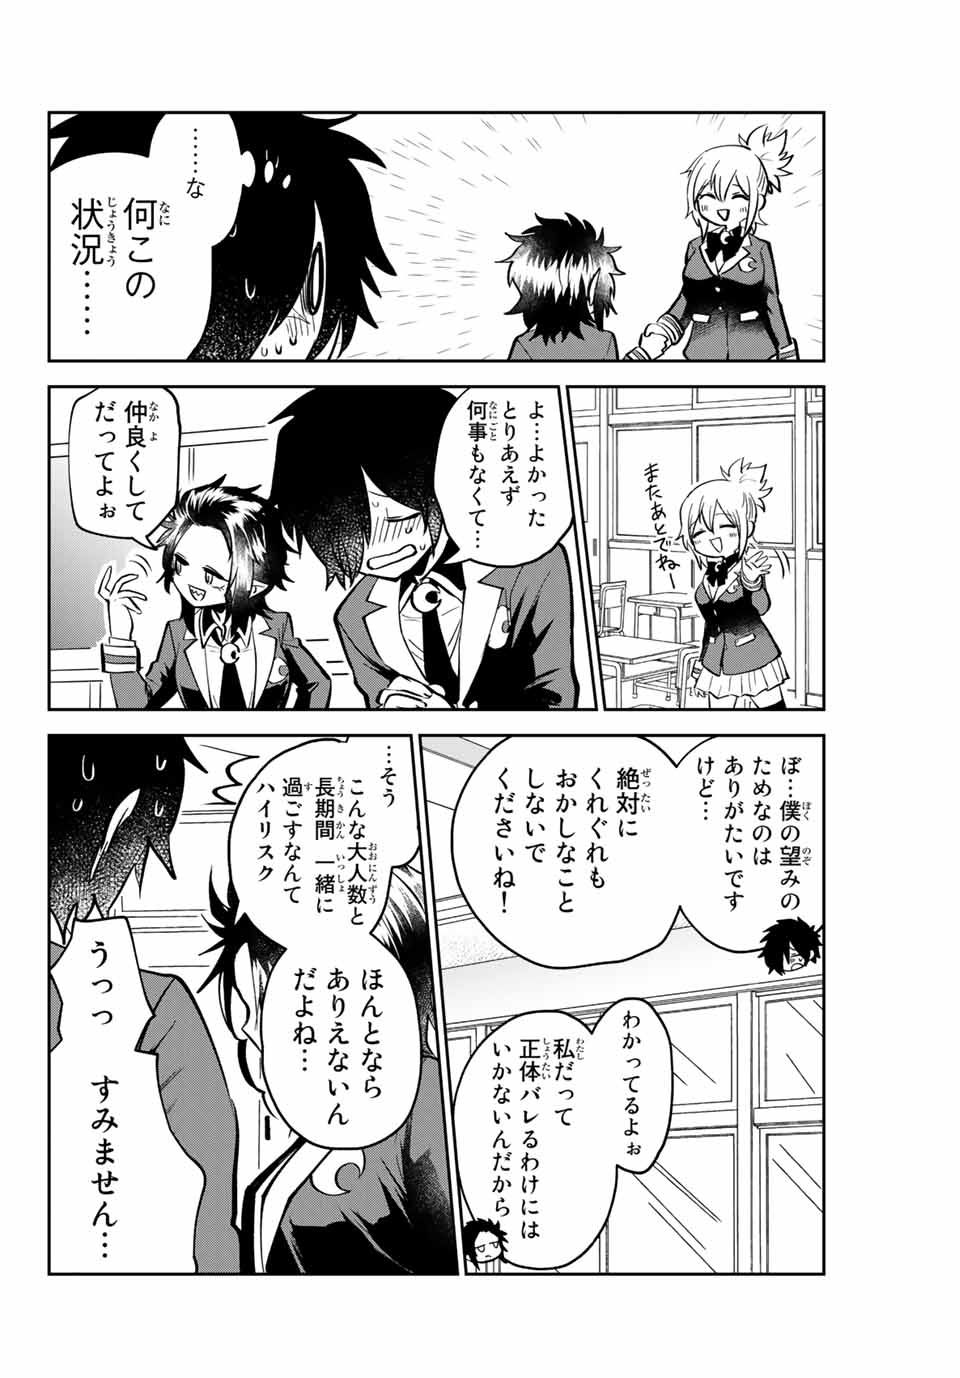 ……な
何この
状況……
またあとでねー
よ…よかった
とりあえず
何事もなくて…
仲良くして
だってよぉ
ぼ…僕の望みの
ためなのは
ありがたいです
けど…
絶対に
くれぐれも
おかしなこと
しないで
くださいね！
わかってるよぉ
私だって
正体バレるわけには
いかないんだから
…そう
こんな大人数と
長期間一緒に
過ごすなんて
ハイリスク
ほんとなら
ありえないん
だよね…
うっっ すみません…